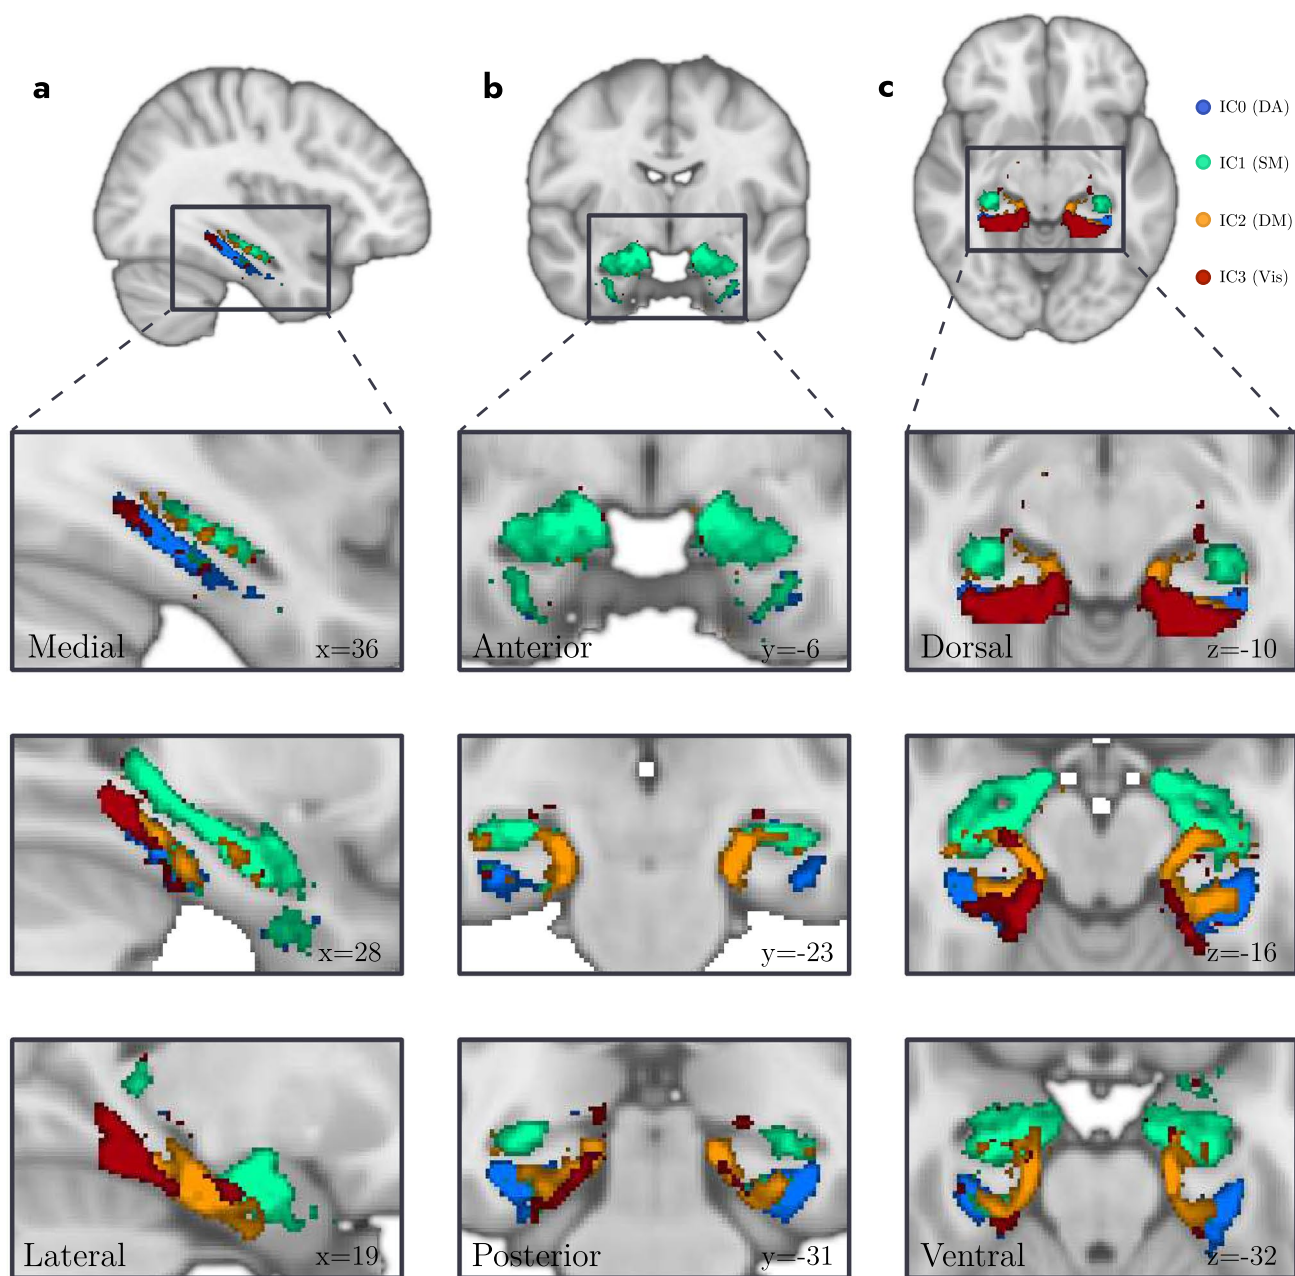 a
b
c
IC0 (DA)
IC1 (SM)
IC2 (DM)
IC3 (Vis)
Medial
x=36
Anterior
y=-6
Dorsal
z=-10
x=28
y=-23
z=-16
Lateral
x=19
Posterior
y=-31
Ventral
z=-32